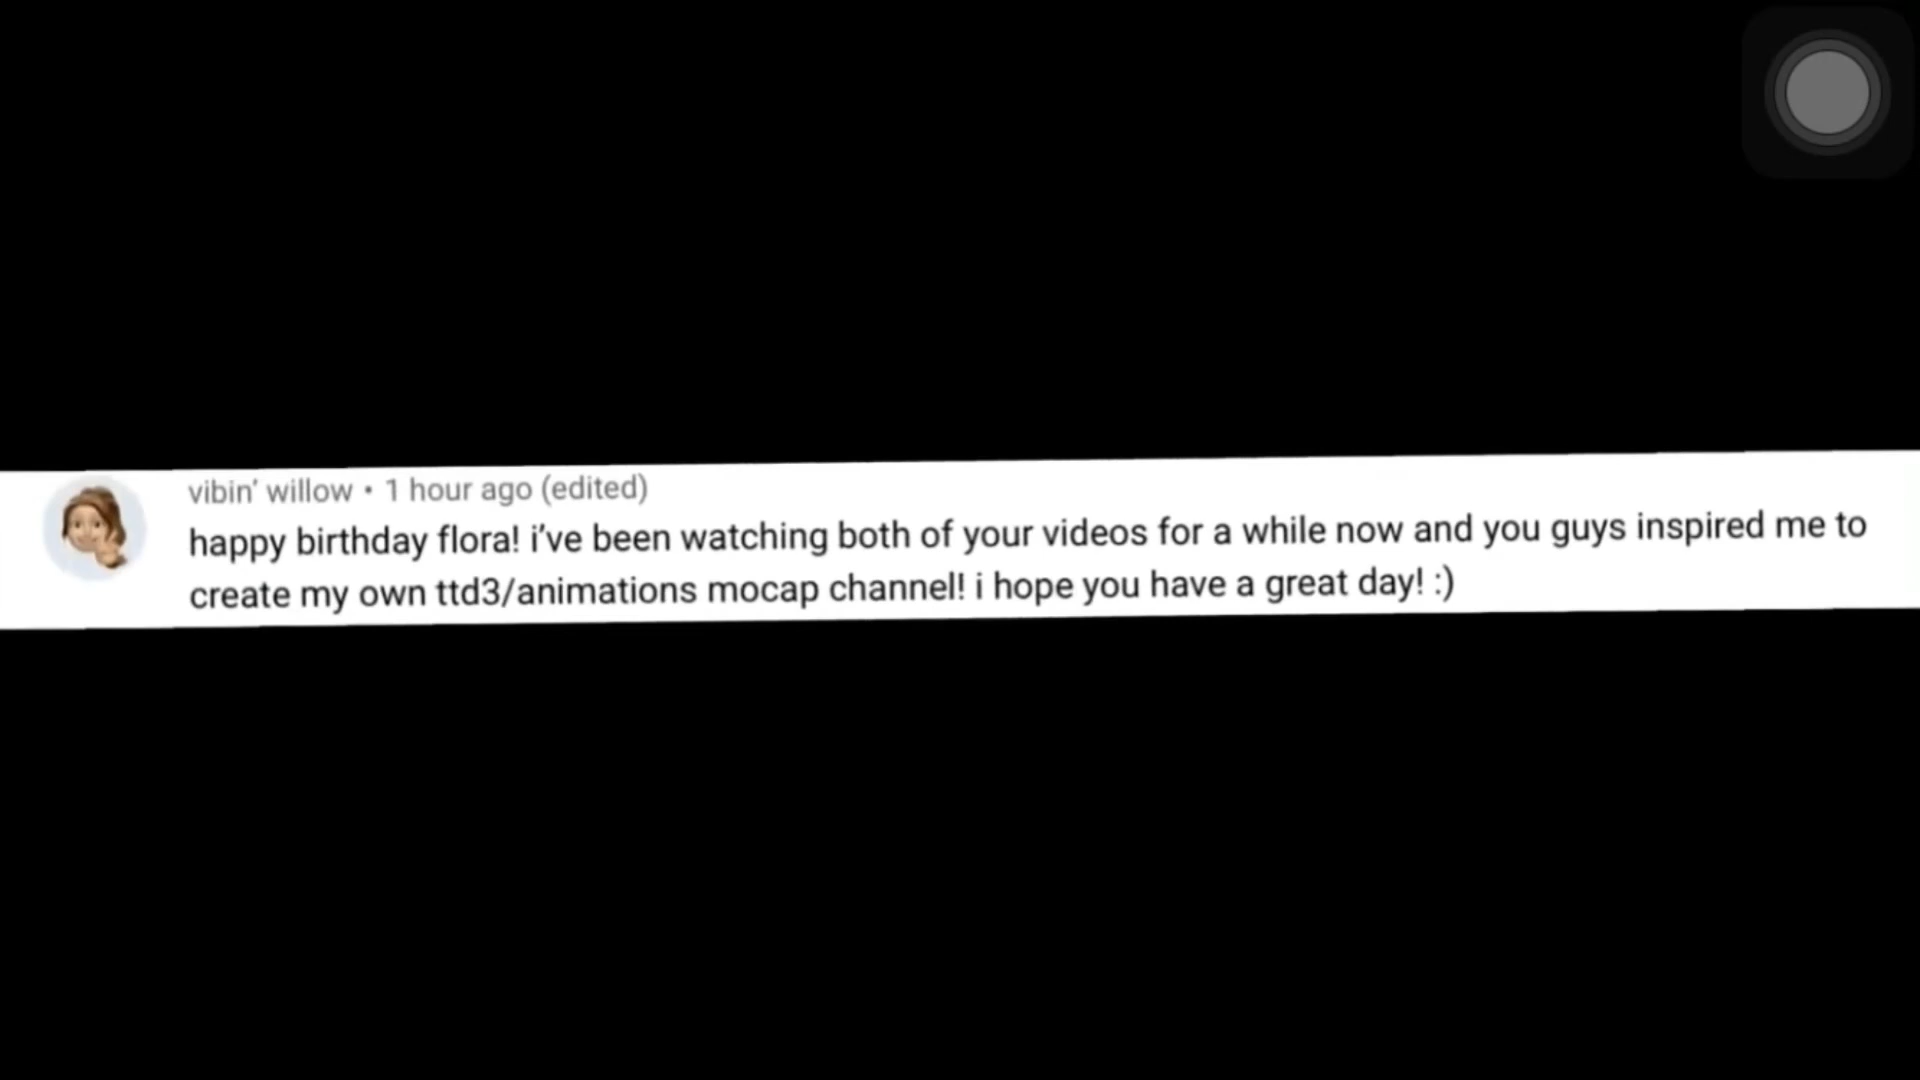 vibin’ willow • 1 hour ago (edited)
happy birthday flora! i’ve been watching both of your videos for a while now and you guys inspired me to
create my own ttd3/animations mocap channel! i hope you have a great day! :)